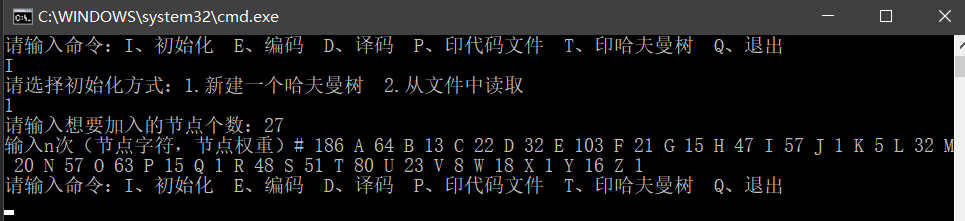 C:\WINDOWS\system32\cmd.exe
请输入命令：I、初始化 E、编码 D、译码 P、印代码文件 T、印哈夫曼树 Q、退出
I
请选择初始化方式：1.新建一个哈夫曼树 2.从文件中读取
1
请输入想要加入的节点个数：27
输入n次（节点字符，节点权重）# 186 A 64 B 13 C 22 D 32 E 103 F 21 G 15 H 47 I 57 J 1 K 5 L 32 M
20 N 57 O 63 P 15 Q 1 R 48 S 51 T 80 U 23 V 8 W 18 X 1 Y 16 Z 1
请输入命令：I、初始化 E、编码 D、译码 P、印代码文件 T、印哈夫曼树 Q、退出